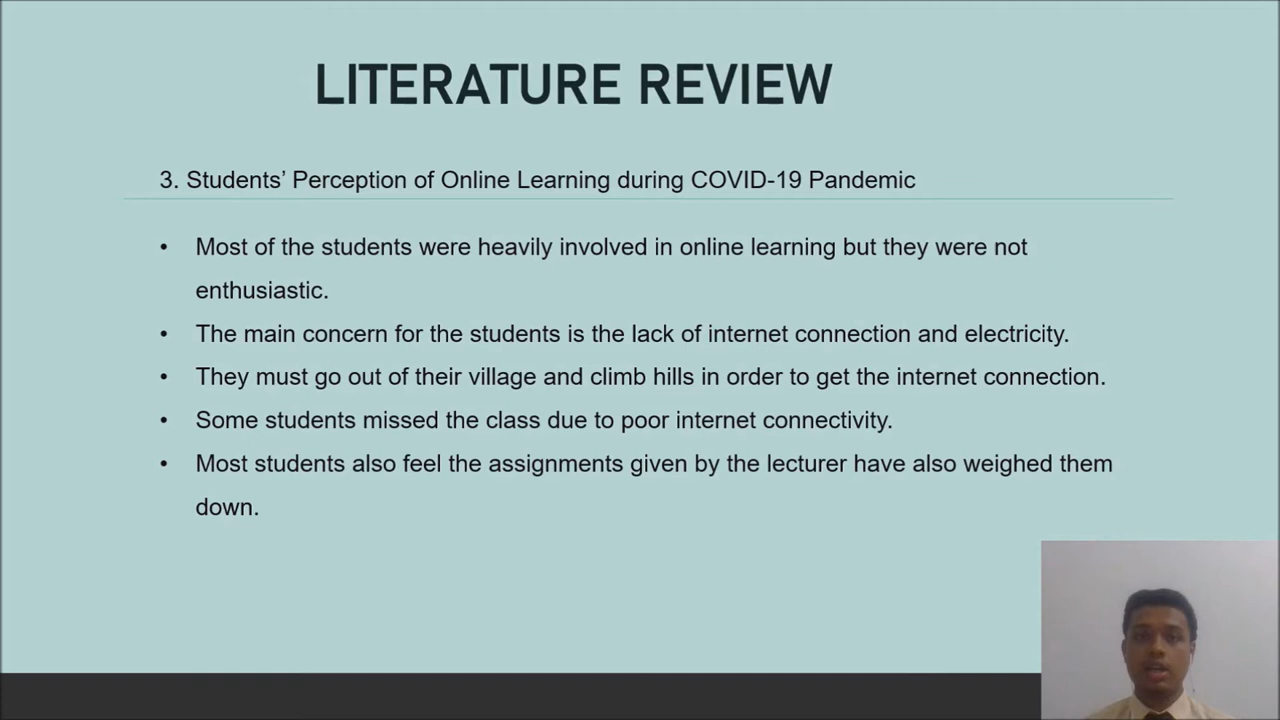 LITERATURE REVIEW
3. Students’ Perception of Online Learning during COVID-19 Pandemic
• Most of the students were heavily involved in online learning but they were not
enthusiastic.
• The main concern for the students is the lack of internet connection and electricity.
• They must go out of their village and climb hills in order to get the internet connection.
• Some students missed the class due to poor internet connectivity.
• Most students also feel the assignments given by the lecturer have also weighed them
down.